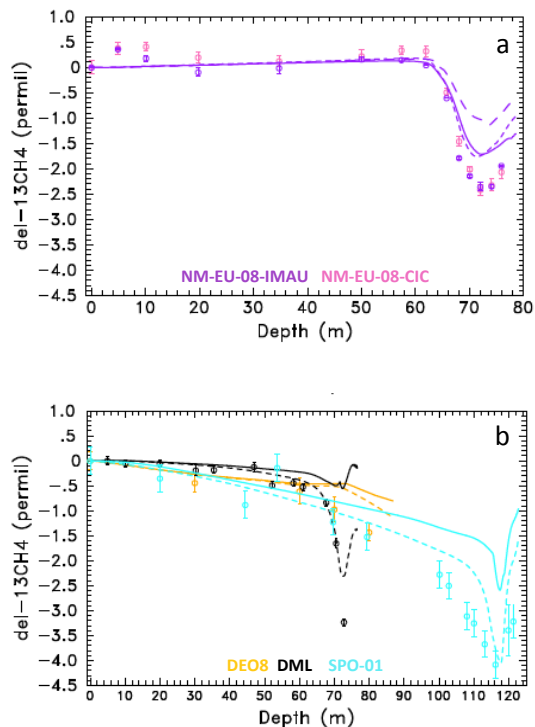 1.0
a
.5
0
-.5
-1.0
-1.5
-2.0
-2.5
-3.0
-3.5
-4.0
-4.5
del-13CH4 (permil)
NM-EU-08-IMAU NM-EU-08-CIC
0 10 20 30 40 50 60 70 80
Depth (m)
1.0
b
.5
0
-.5
-1.0
-1.5
-2.0
-2.5
-3.0
-3.5
-4.0
-4.5
del-13CH4 (permil)
DEO8 DML SPO-01
0 10 20 30 40 50 60 70 80 90 100 110 120
Depth (m)